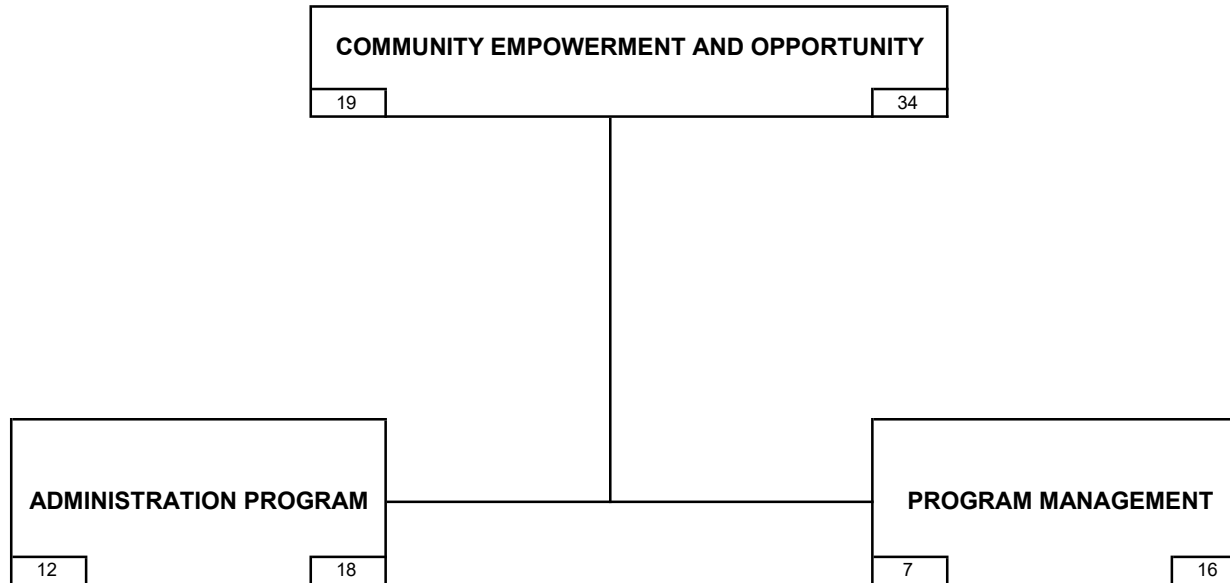 COMMUNITY EMPOWERMENT AND OPPORTUNITY
19 34
ADMINISTRATION PROGRAM PROGRAM MANAGEMENT
12 18 7 16